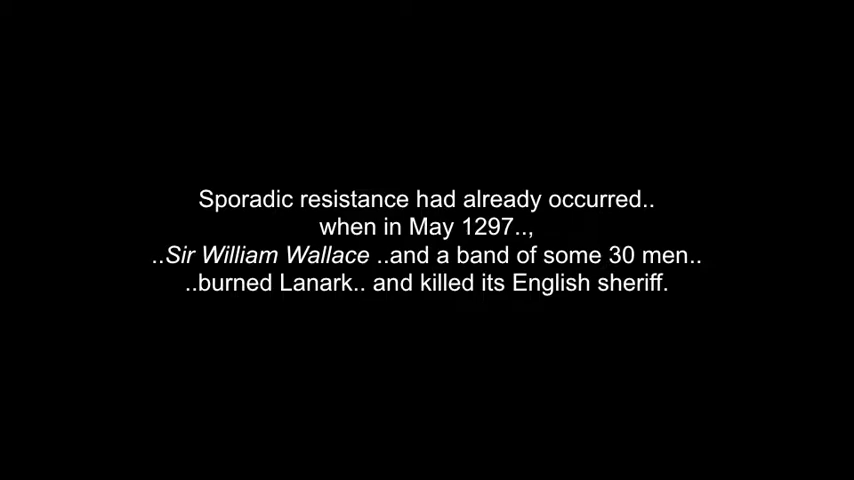 Sporadic resistance had already occurred..
when in May 1297..,
..Sir William Wallace ..and a band of some 30 men..
..burned Lanark.. and killed its English sheriff.